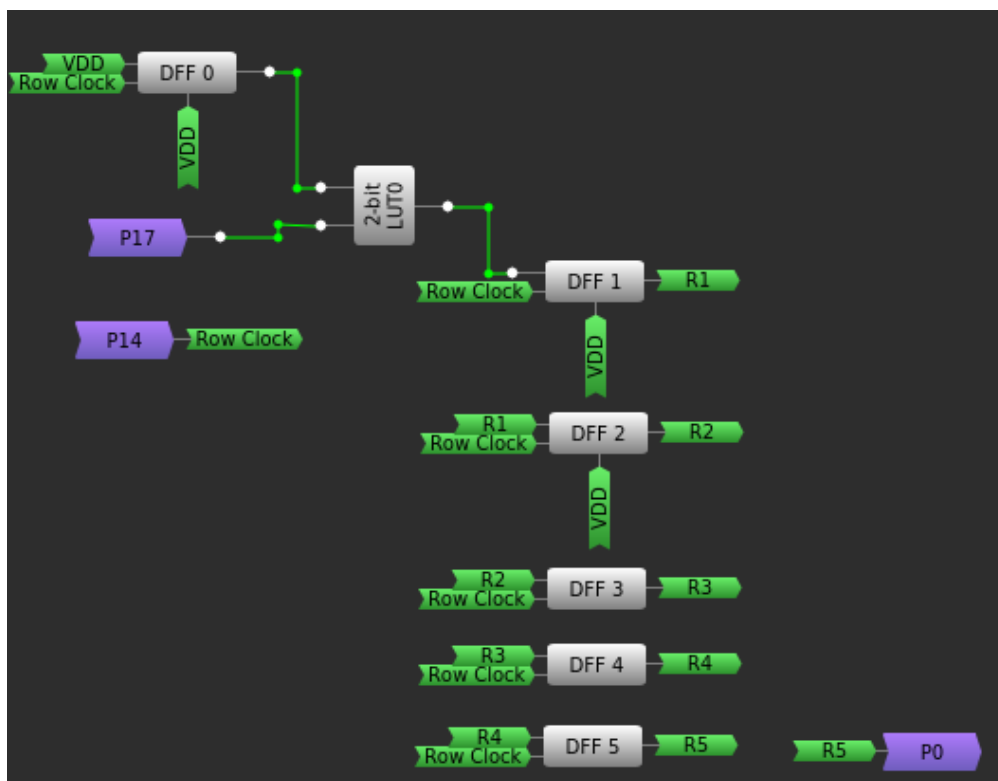 VDD
Row Clock
DFF 0
VDD
2-bit
LUT0
P17
Row Clock
DFF 1
R1
P14
Row Clock
VDD
R1
Row Clock
DFF 2
R2
VDD
R2
Row Clock
DFF 3
R3
R3
Row Clock
DFF 4
R4
R4
Row Clock
DFF 5
R5
R5
P0